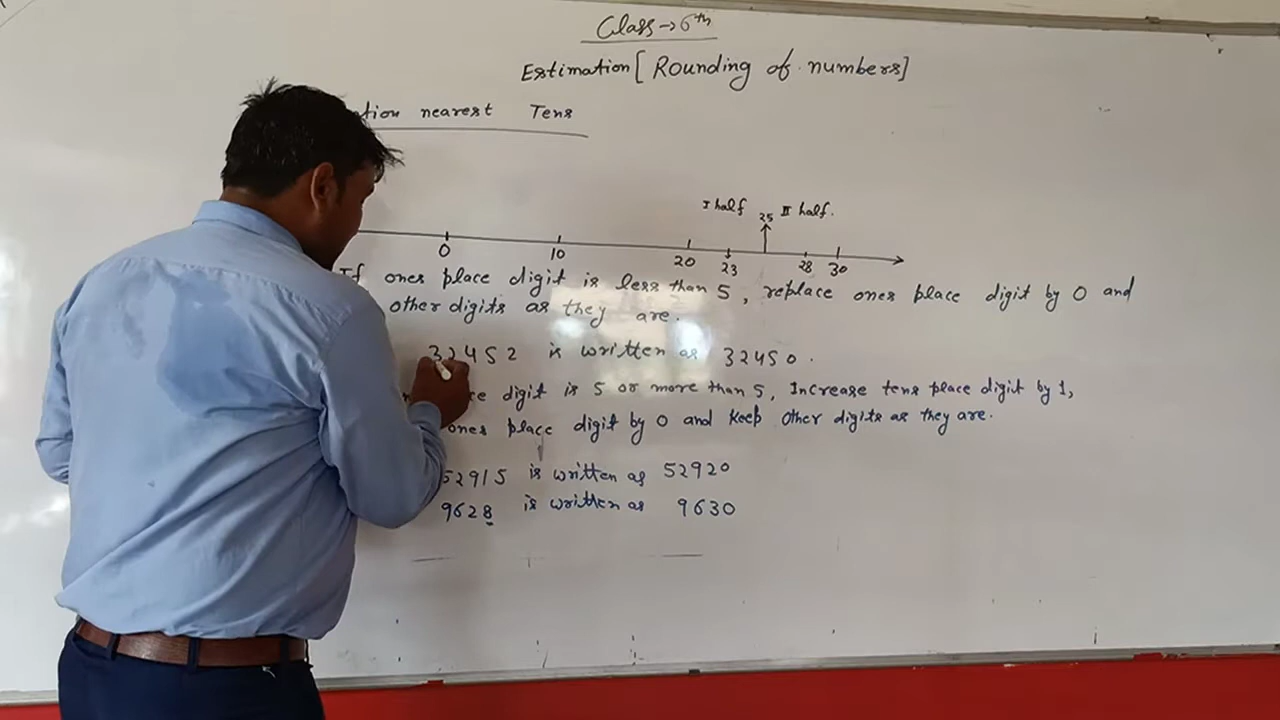 Class→6th
Estimation [Rounding of numbers]
nearest Tens
I half 25 II half.
0 10 20 23 28 30
If ones place digit is less than 5, replace ones place digit by 0 and
other digits as they are.
32452 is written as 32450.
digit is 5 or more than 5, Increase tens place digit by 1,
ones place digit by 0 and keep other digits as they are.
52915 is written as 52920
9628 is written as 9630